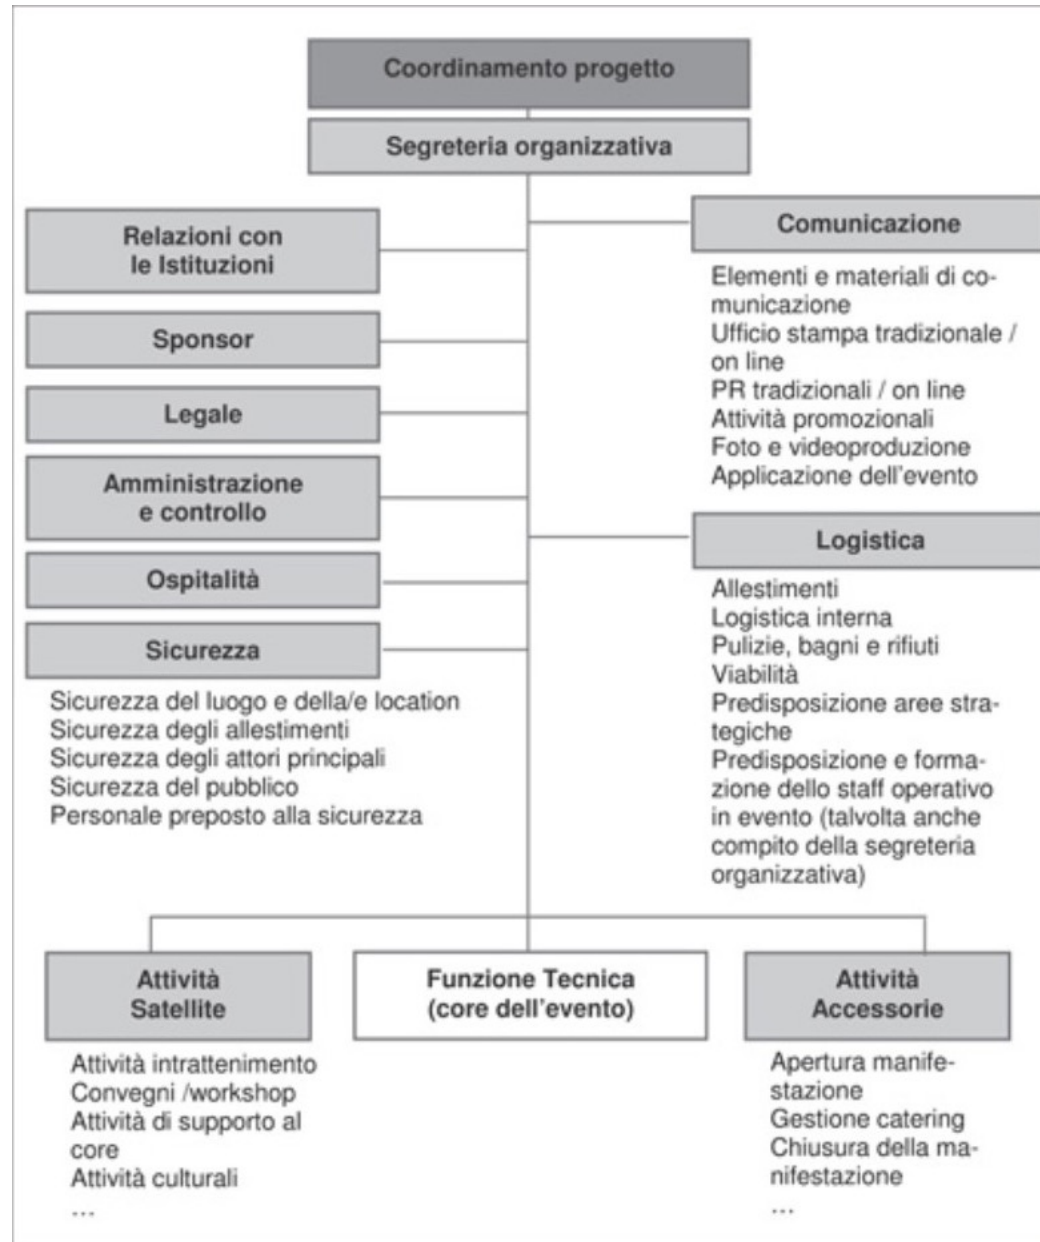 Coordinamento progetto
Segreteria organizzativa
Relazioni con
le Istituzioni
Sponsor
Legale
Amministrazione
e controllo
Ospitalità
Sicurezza
Sicurezza del luogo e della/e location
Sicurezza degli allestimenti
Sicurezza degli attori principali
Sicurezza del pubblico
Personale preposto alla sicurezza
Comunicazione
Elementi e materiali di co-
municazione
Ufficio stampa tradizionale /
on line
PR tradizionali / on line
Attività promozionali
Foto e videoproduzione
Applicazione dell'evento
Logistica
Allestimenti
Logistica interna
Pulizie, bagni e rifiuti
Viabilità
Predisposizione aree stra-
tegiche
Predisposizione e forma-
zione dello staff operativo
in evento (talvolta anche
compito della segreteria
organizzativa)
Attività
Satellite
Attività intrattenimento
Convegni /workshop
Attività di supporto al
core
Attività culturali
...
Funzione Tecnica
(core dell'evento)
Attività
Accessorie
Apertura manife-
stazione
Gestione catering
Chiusura della ma-
nifestazione
...